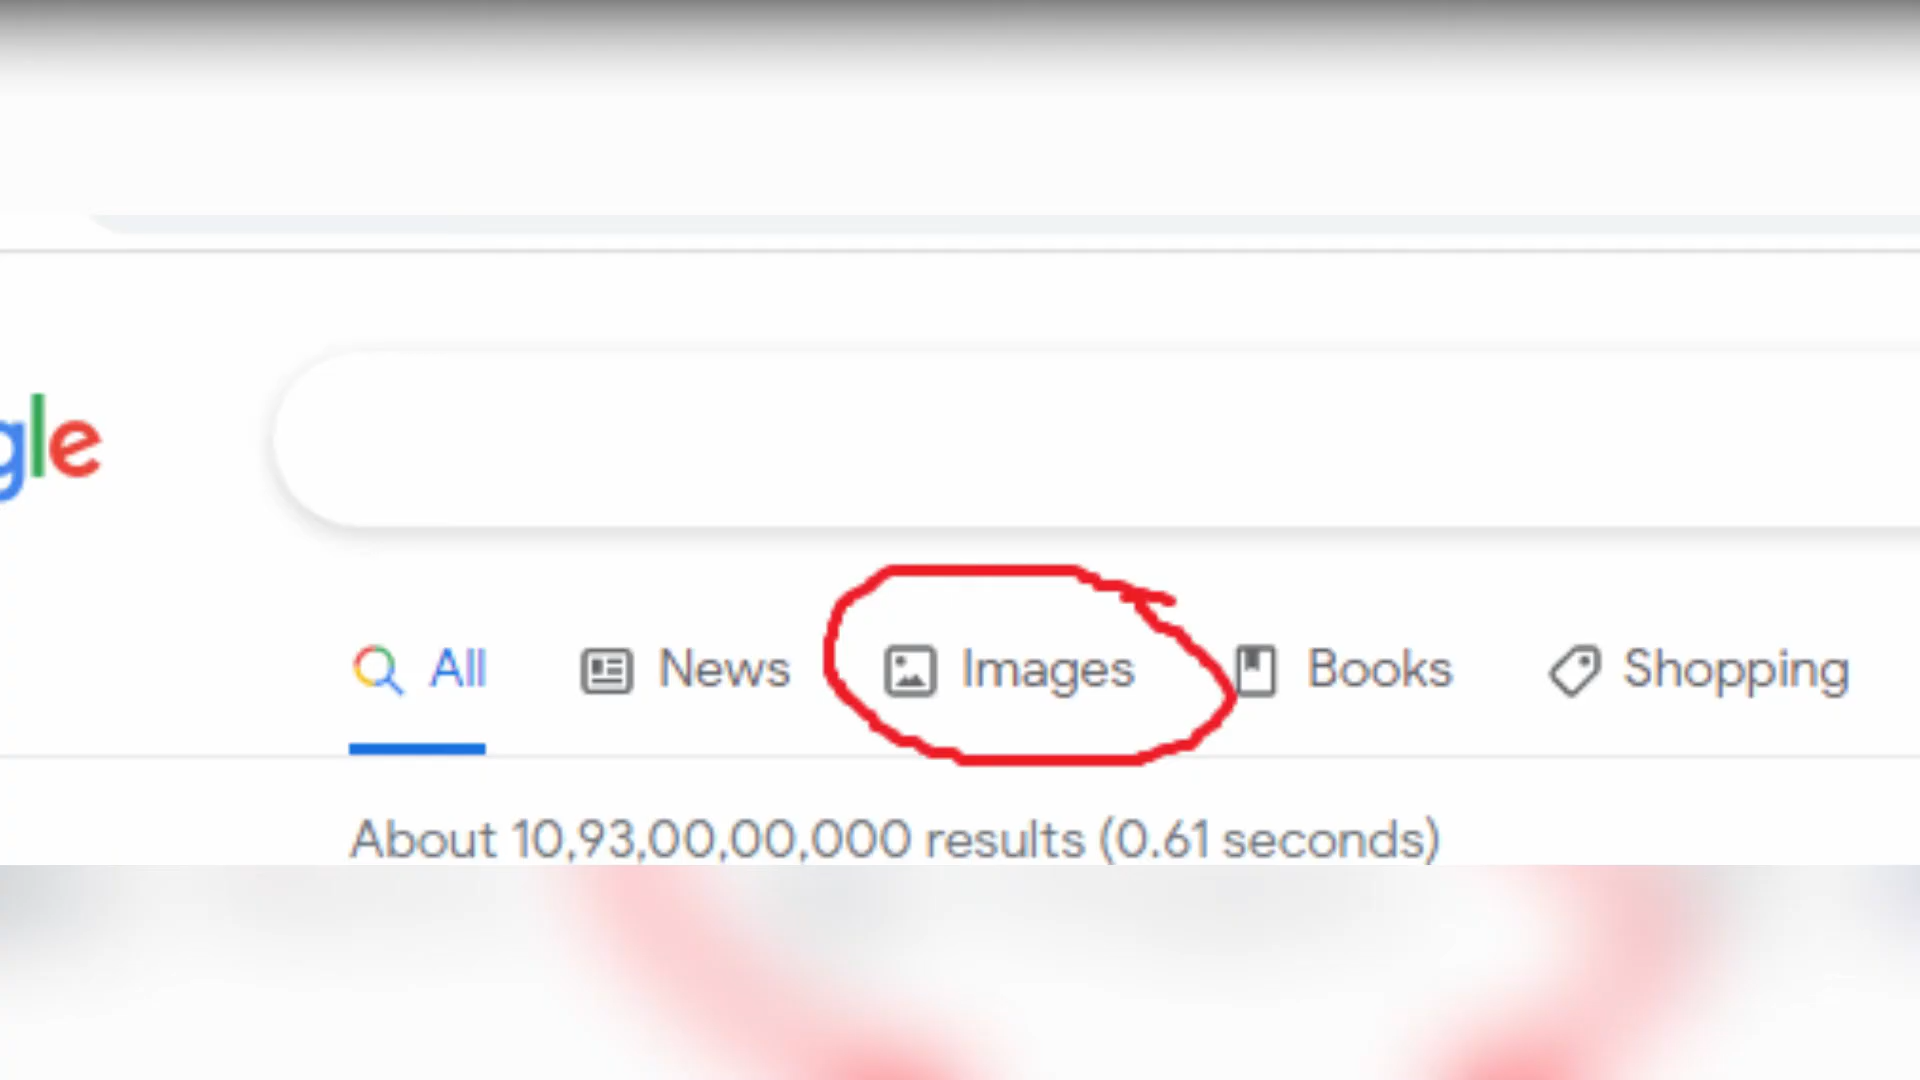 gle
All News Images Books Shopping
About 10,93,00,00,000 results (0.61 seconds)